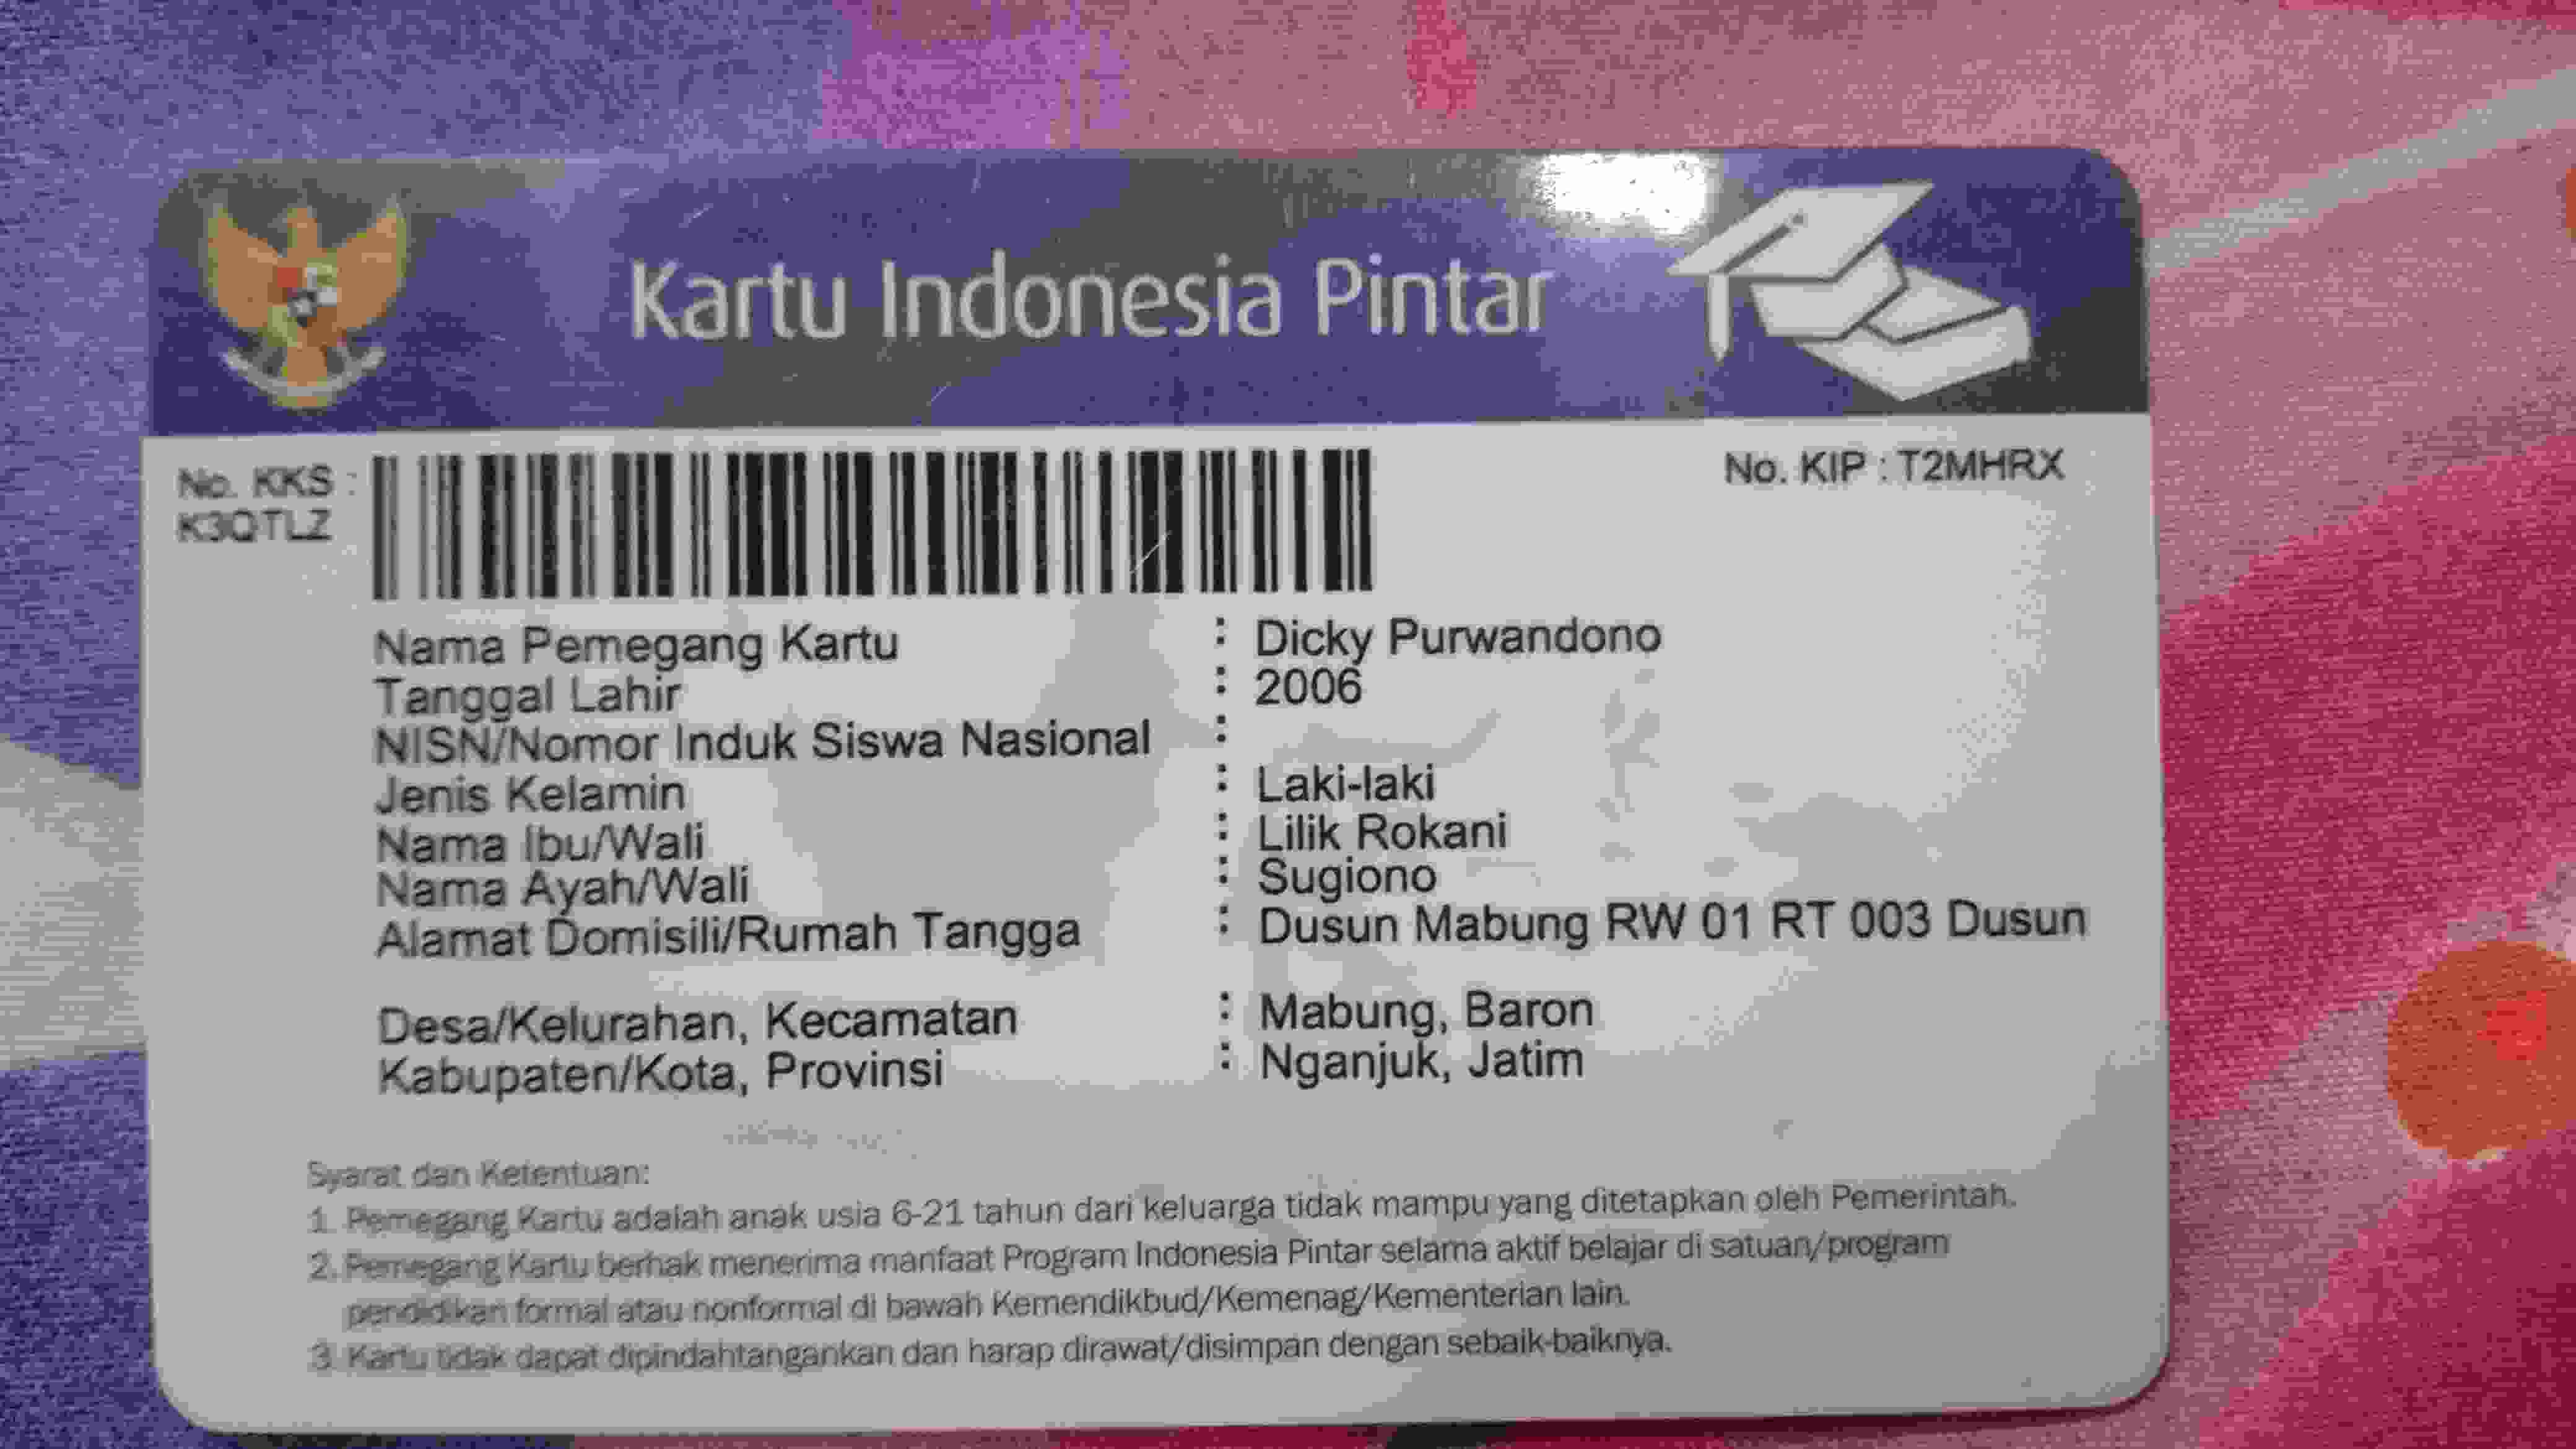 Kartu Indonesia Pintar
No. KKS :
K3QTLZ
No. KIP : T2MHRX
Nama Pemegang Kartu : Dicky Purwandono
Tanggal Lahir : 2006
NISN/Nomor Induk Siswa Nasional :
Jenis Kelamin : Laki-laki
Nama Ibu/Wali : Lilik Rokani
Nama Ayah/Wali : Sugiono
Alamat Domisili/Rumah Tangga : Dusun Mabung RW 01 RT 003 Dusun
Desa/Kelurahan, Kecamatan : Mabung, Baron
Kabupaten/Kota, Provinsi : Nganjuk, Jatim
Syarat dan Ketentuan:
1. Pemegang Kartu adalah anak usia 6-21 tahun dari keluarga tidak mampu yang ditetapkan oleh Pemerintah.
2. Pemegang Kartu berhak menerima manfaat Program Indonesia Pintar selama aktif belajar di satuan/program
pendidikan formal atau nonformal di bawah Kemendikbud/Kemenag/Kementerian lain.
3. Kartu tidak dapat dipindahtangankan dan harap dirawat/disimpan dengan sebaik-baiknya.